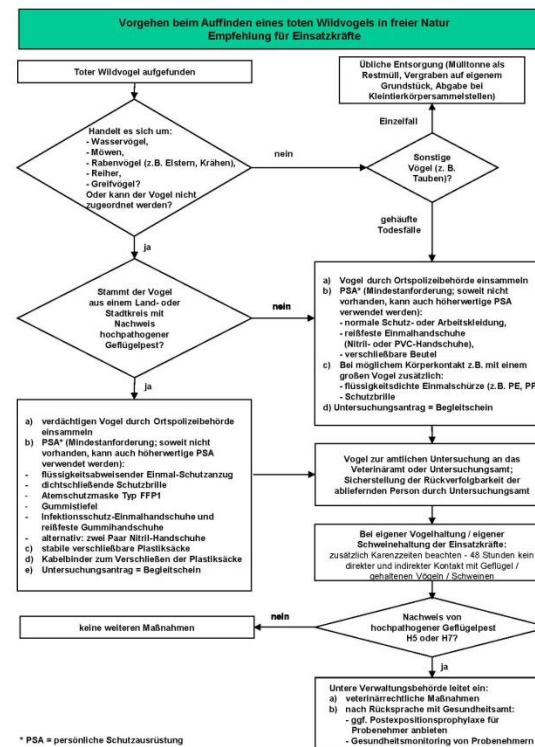 Vorgehen beim Auffinden eines toten Wildvogels in freier Natur
Empfehlung für Einsatzkräfte
Toter Wildvogel aufgefunden
Übliche Entsorgung (Mülltonne als
Restmüll, Vergraben auf eigenem
Grundstück, Abgabe bei
Kleintierkörpersammelstellen)
Einzelfall
Handelt es sich um:
- Wasservögel,
- Möwen,
- Rabenvögel (z.B. Elstern, Krähen),
- Reiher,
- Greifvögel?
Oder kann der Vogel nicht
zugeordnet werden?
nein
Sonstige
Vögel (z. B.
Tauben)?
gehäufte
Todesfälle
ja
Stammt der Vogel
aus einem Land- oder
Stadtkreis mit
Nachweis
hochpathogener
Geflügelpest?
nein
ja
a) Vogel durch Ortspolizeibehörde einsammeln
b) PSA* (Mindestanforderung; soweit nicht
vorhanden, kann auch höherwertige PSA
verwendet werden):
- normale Schutz- oder Arbeitskleidung,
- reißfeste Einmalhandschuhe
(Nitril- oder PVC-Handschuhe),
- verschließbare Beutel
c) Bei möglichem Körperkontakt z.B. mit einem
großen Vogel zusätzlich:
- flüssigkeitsdichte Einmalschürze (z.B. PE, PP)
- Schutzbrille
d) Untersuchungsantrag = Begleitschein
a) verdächtigen Vogel durch Ortspolizeibehörde
einsammeln
b) PSA* (Mindestanforderung; soweit nicht
vorhanden, kann auch höherwertige PSA
verwendet werden):
- flüssigkeitsabweisender Einmal-Schutzanzug
- dichtschließende Schutzbrille
- Atemschutzmaske Typ FFP1
- Gummistiefel
- Infektionsschutz-Einmalhandschuhe und
reißfeste Gummihandschuhe
- alternativ: zwei Paar Nitril-Handschuhe
c) stabile verschließbare Plastiksäcke
d) Kabelbinder zum Verschließen der Plastiksäcke
e) Untersuchungsantrag = Begleitschein
Vogel zur amtlichen Untersuchung an das
Veterinäramt oder Untersuchungsamt;
Sicherstellung der Rückverfolgbarkeit der
abliefernden Person durch Untersuchungsamt
Bei eigener Vogelhaltung / eigener
Schweinehaltung der Einsatzkräfte:
zusätzlich Karenzzeiten beachten - 48 Stunden kein
direkter und indirekter Kontakt mit Geflügel /
gehaltenen Vögeln / Schweinen
Nachweis von
hochpathogener Geflügelpest
H5 oder H7?
nein
keine weiteren Maßnahmen
ja
Untere Verwaltungsbehörde leitet ein:
a) veterinärrechtliche Maßnahmen
b) nach Rücksprache mit Gesundheitsamt:
- ggf. Postexpositionsprophylaxe für
Probenehmer anbieten
- Gesundheitsmonitoring von Probenehmern
* PSA = persönliche Schutzausrüstung